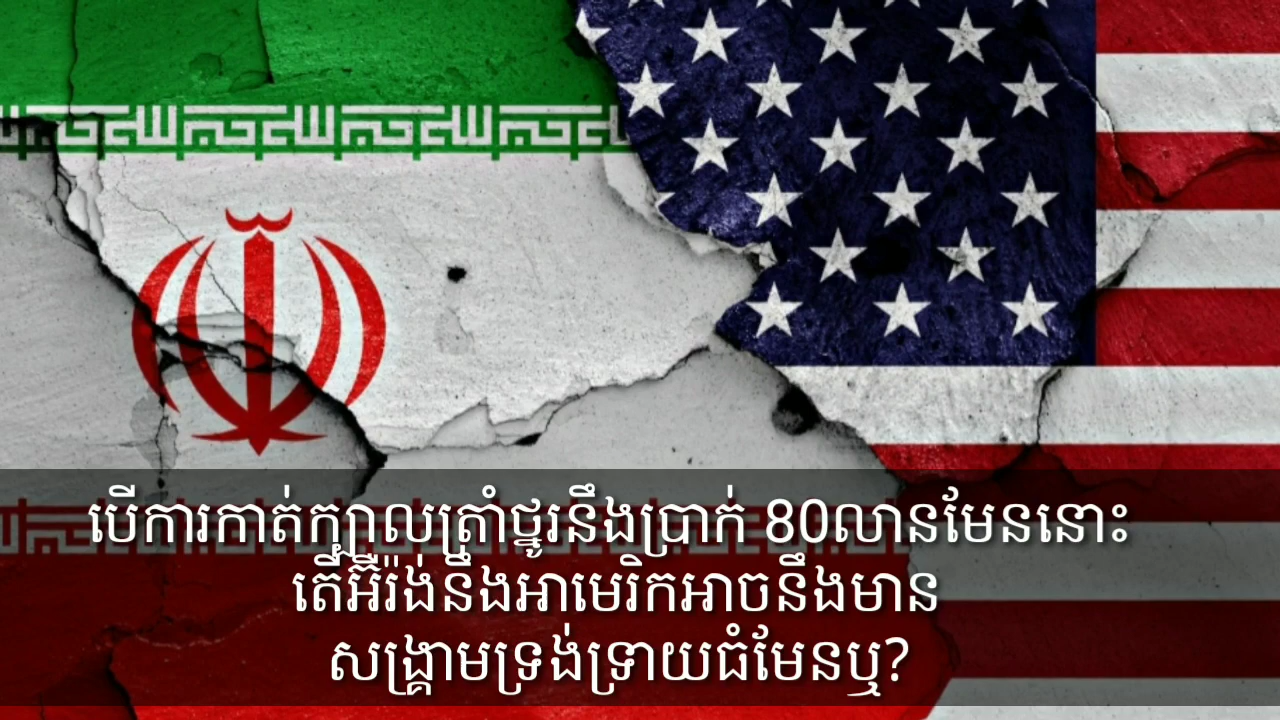 បើការកាត់ក្បាលត្រាំថ្នូរនឹងប្រាក់ 80លានមែននោះ
តើអ៊ីរ៉ង់នឹងអាមេរិកអាចនឹងមាន
សង្គ្រាមទ្រង់ទ្រាយធំមែនឬ?